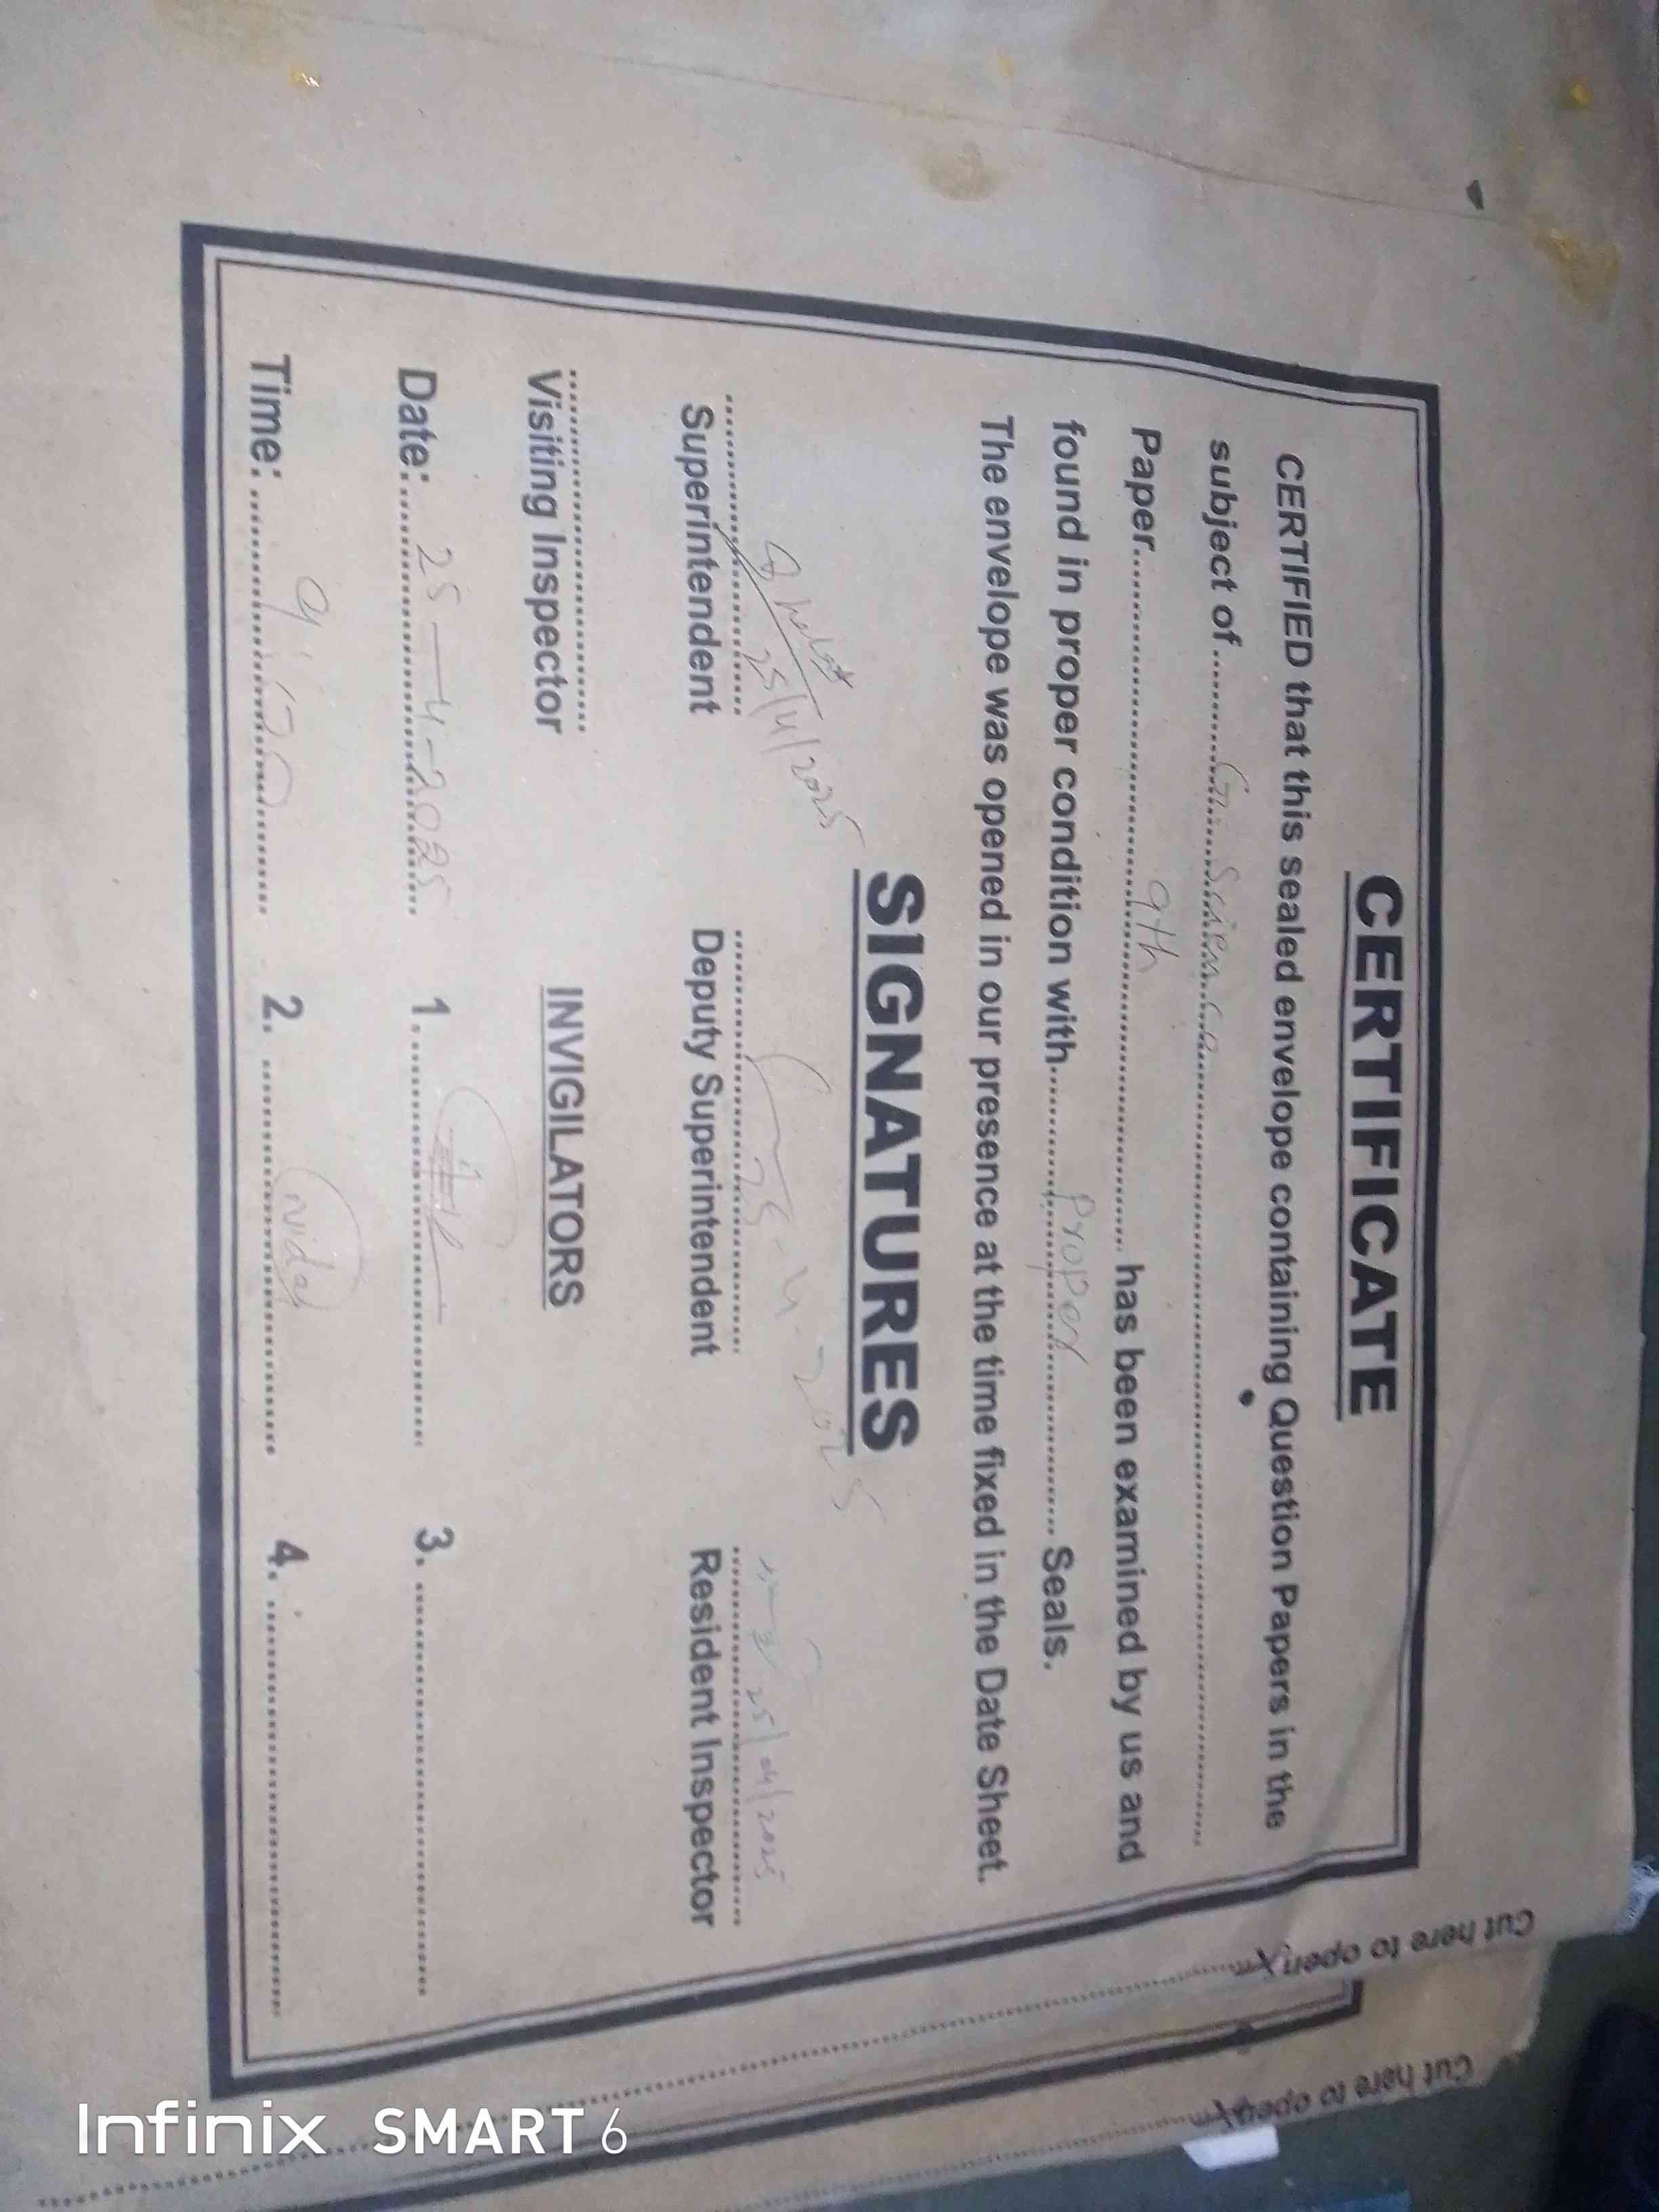 CERTIFICATE
CERTIFIED that this sealed envelope containing Question Papers in the
subject of G. Science
Paper 9th has been examined by us and
found in proper condition with proper Seals.
The envelope was opened in our presence at the time fixed in the Date Sheet.
SIGNATURES
25/4/2025 25-4-2025 25/04/2025
Superintendent Deputy Superintendent Resident Inspector
Visiting Inspector INVIGILATORS
Date: 25-4-2025 1. 3.
Time: 2. 4.
Cut here to open
Cut here to open
Infinix SMART 6